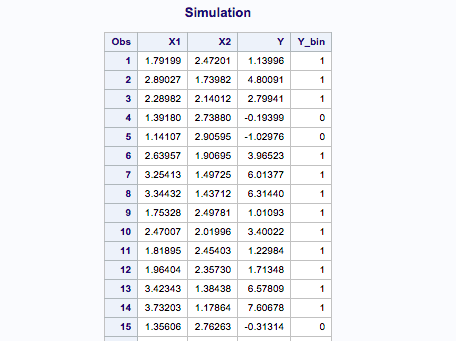 Simulation
Obs X1 X2 Y Y_bin
1 1.79199 2.47201 1.13996 1
2 2.89027 1.73982 4.80091 1
3 2.28982 2.14012 2.79941 1
4 1.39180 2.73880 -0.19399 0
5 1.14107 2.90595 -1.02976 0
6 2.63957 1.90695 3.96523 1
7 3.25413 1.49725 6.01377 1
8 3.34432 1.43712 6.31440 1
9 1.75328 2.49781 1.01093 1
10 2.47007 2.01996 3.40022 1
11 1.81895 2.45403 1.22984 1
12 1.96404 2.35730 1.71348 1
13 3.42343 1.38438 6.57809 1
14 3.73203 1.17864 7.60678 1
15 1.35606 2.76263 -0.31314 0